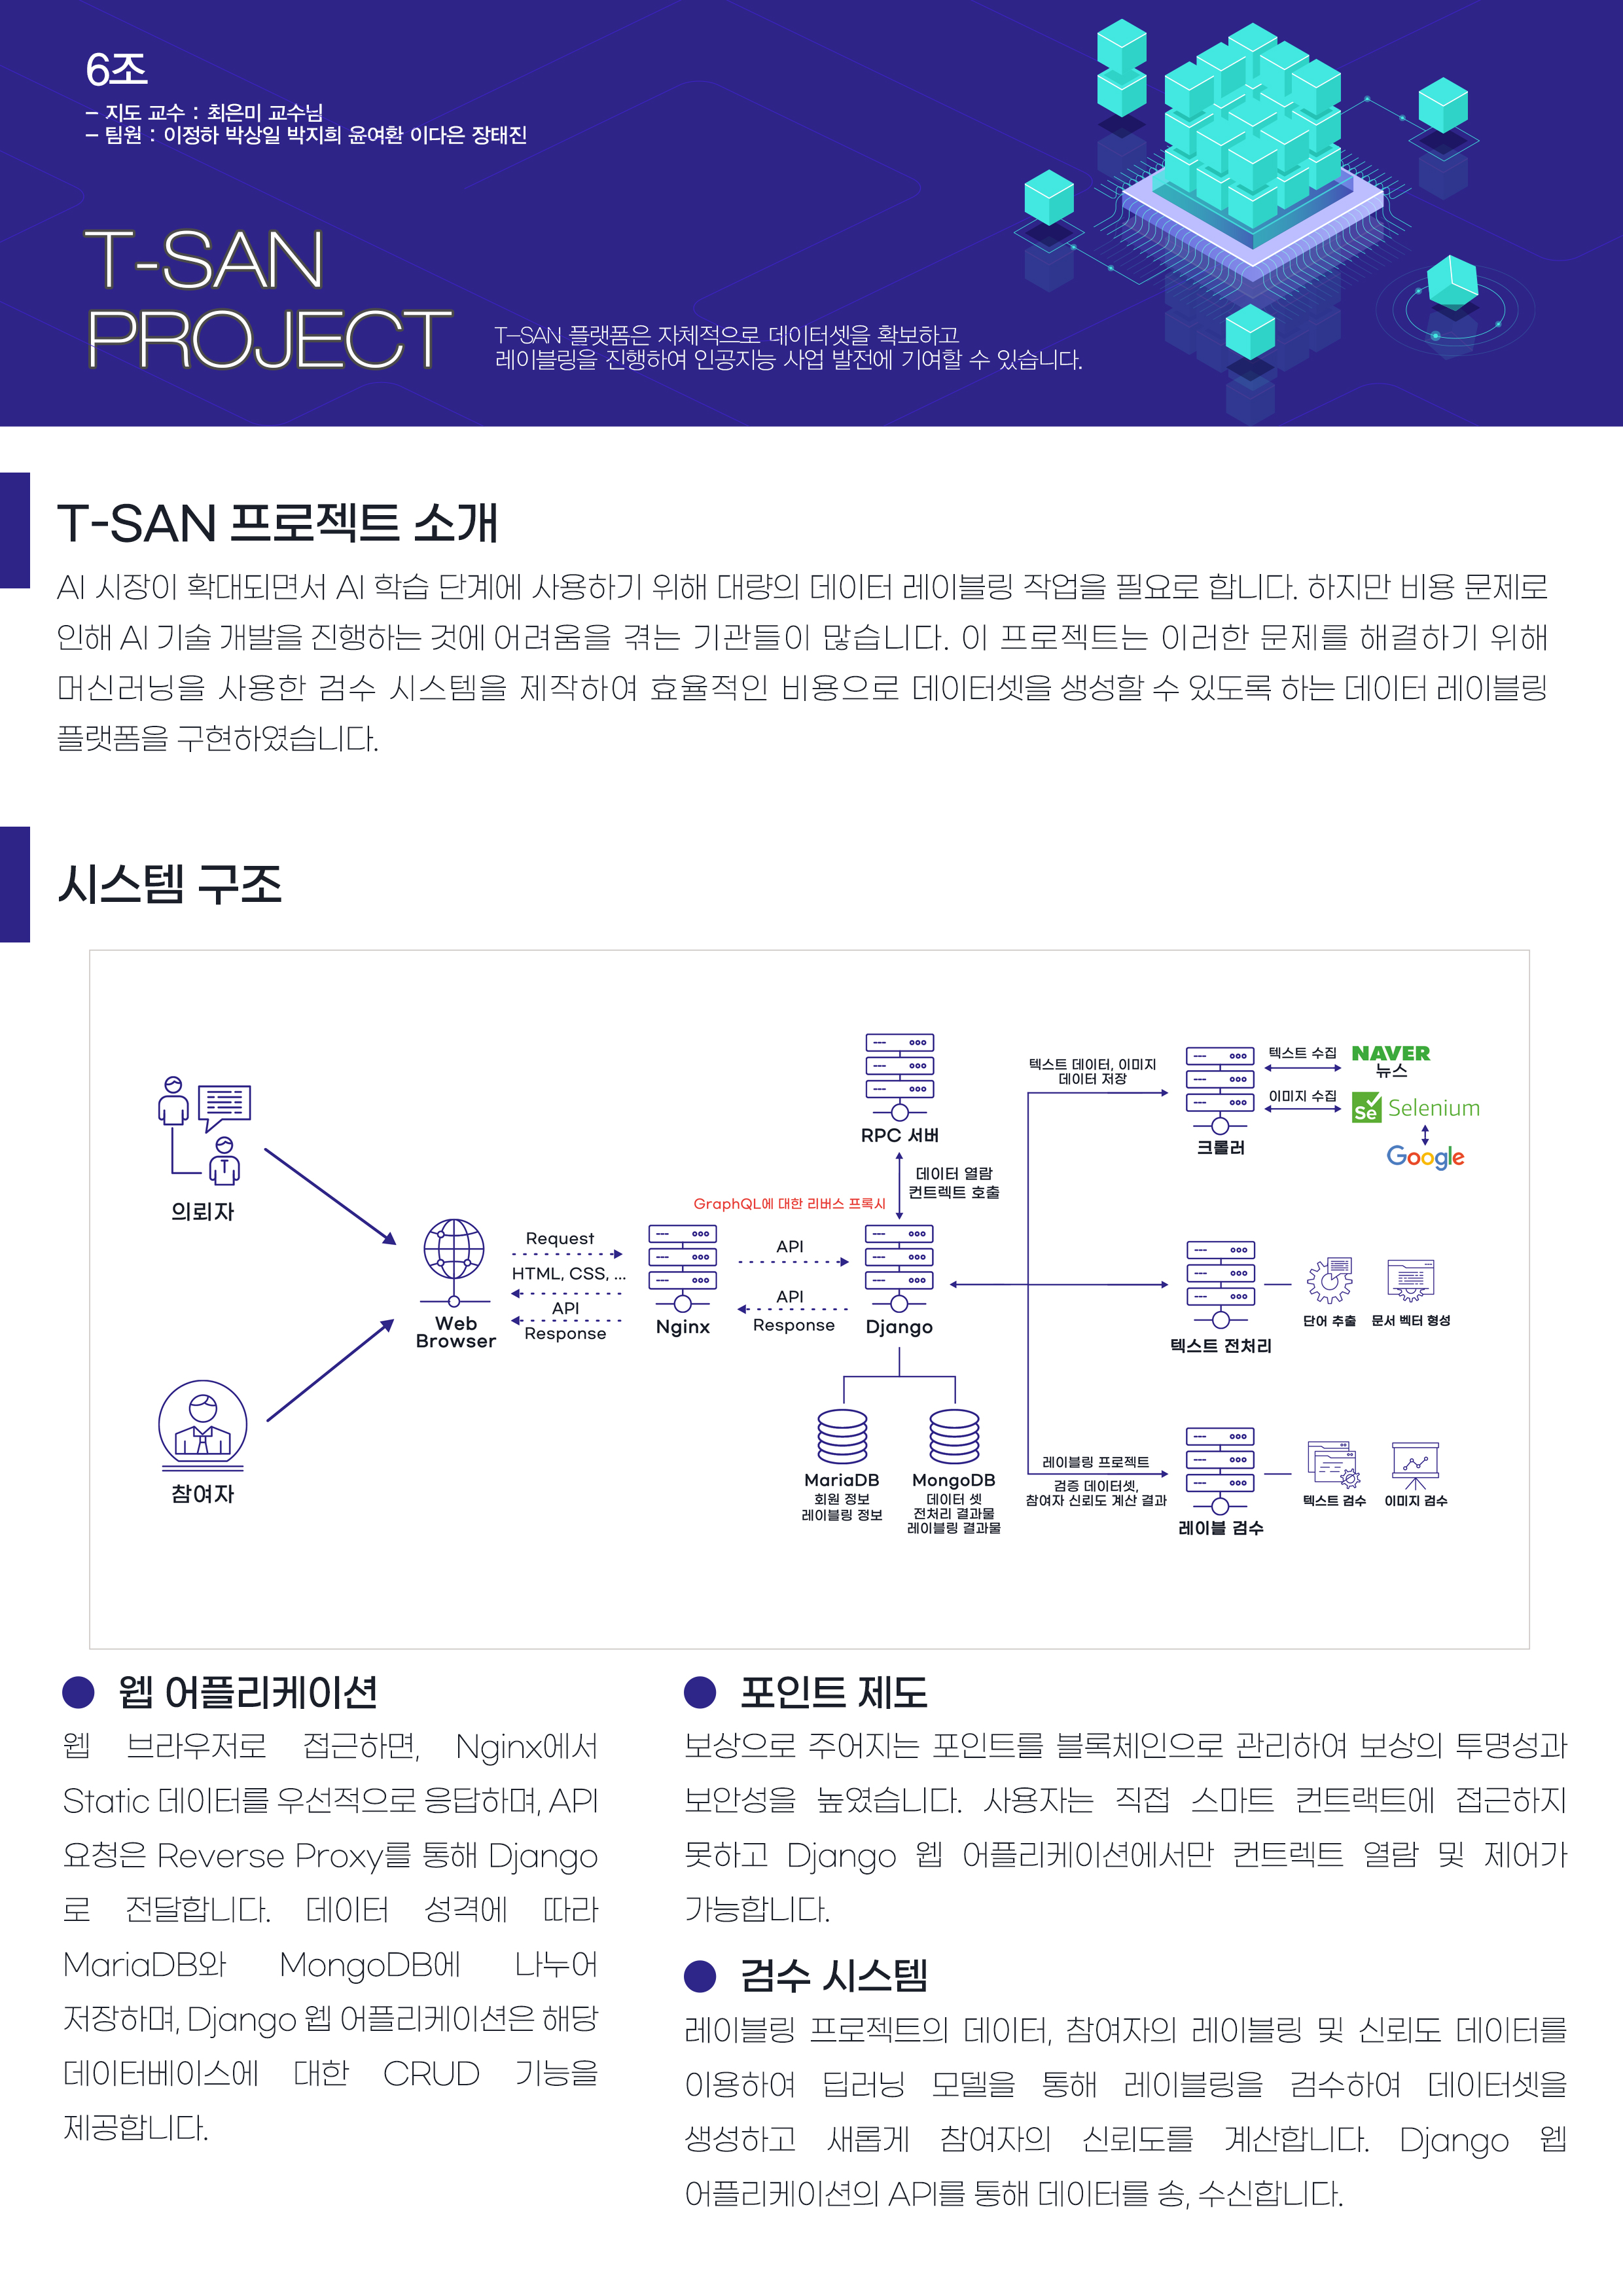 6조
- 지도 교수 : 최은미 교수님
- 팀원 : 이정하 박상일 박지희 윤여환 이다은 장태진
T-SAN
PROJECT
T-SAN 플랫폼은 자체적으로 데이터셋을 확보하고
레이블링을 진행하여 인공지능 사업 발전에 기여할 수 있습니다.
T-SAN 프로젝트 소개
AI 시장이 확대되면서 AI 학습 단계에 사용하기 위해 대량의 데이터 레이블링 작업을 필요로 합니다. 하지만 비용 문제로
인해 AI 기술 개발을 진행하는 것에 어려움을 겪는 기관들이 많습니다. 이 프로젝트는 이러한 문제를 해결하기 위해
머신러닝을 사용한 검수 시스템을 제작하여 효율적인 비용으로 데이터셋을 생성할 수 있도록 하는 데이터 레이블링
플랫폼을 구현하였습니다.
시스템 구조
의뢰자
참여자
Web
Browser
Request
HTML, CSS, ...
API
Response
Nginx
GraphQL에 대한 리버스 프록시
API
API
Response
RPC 서버
데이터 열람
컨트렉트 호출
Django
MariaDB
회원 정보
레이블링 정보
MongoDB
데이터 셋
전처리 결과물
레이블링 결과물
텍스트 데이터, 이미지
데이터 저장
크롤러
텍스트 수집
NAVER
뉴스
이미지 수집
Se Selenium
Google
텍스트 전처리
단어 추출
문서 벡터 형성
레이블링 프로젝트
검증 데이터셋,
참여자 신뢰도 계산 결과
레이블 검수
텍스트 검수
이미지 검수
웹 어플리케이션
웹 브라우저로 접근하면, Nginx에서
Static 데이터를 우선적으로 응답하며, API
요청은 Reverse Proxy를 통해 Django
로 전달합니다. 데이터 성격에 따라
MariaDB와 MongoDB에 나누어
저장하며, Django 웹 어플리케이션은 해당
데이터베이스에 대한 CRUD 기능을
제공합니다.
포인트 제도
보상으로 주어지는 포인트를 블록체인으로 관리하여 보상의 투명성과
보안성을 높였습니다. 사용자는 직접 스마트 컨트랙트에 접근하지
못하고 Django 웹 어플리케이션에서만 컨트렉트 열람 및 제어가
가능합니다.
검수 시스템
레이블링 프로젝트의 데이터, 참여자의 레이블링 및 신뢰도 데이터를
이용하여 딥러닝 모델을 통해 레이블링을 검수하여 데이터셋을
생성하고 새롭게 참여자의 신뢰도를 계산합니다. Django 웹
어플리케이션의 API를 통해 데이터를 송, 수신합니다.